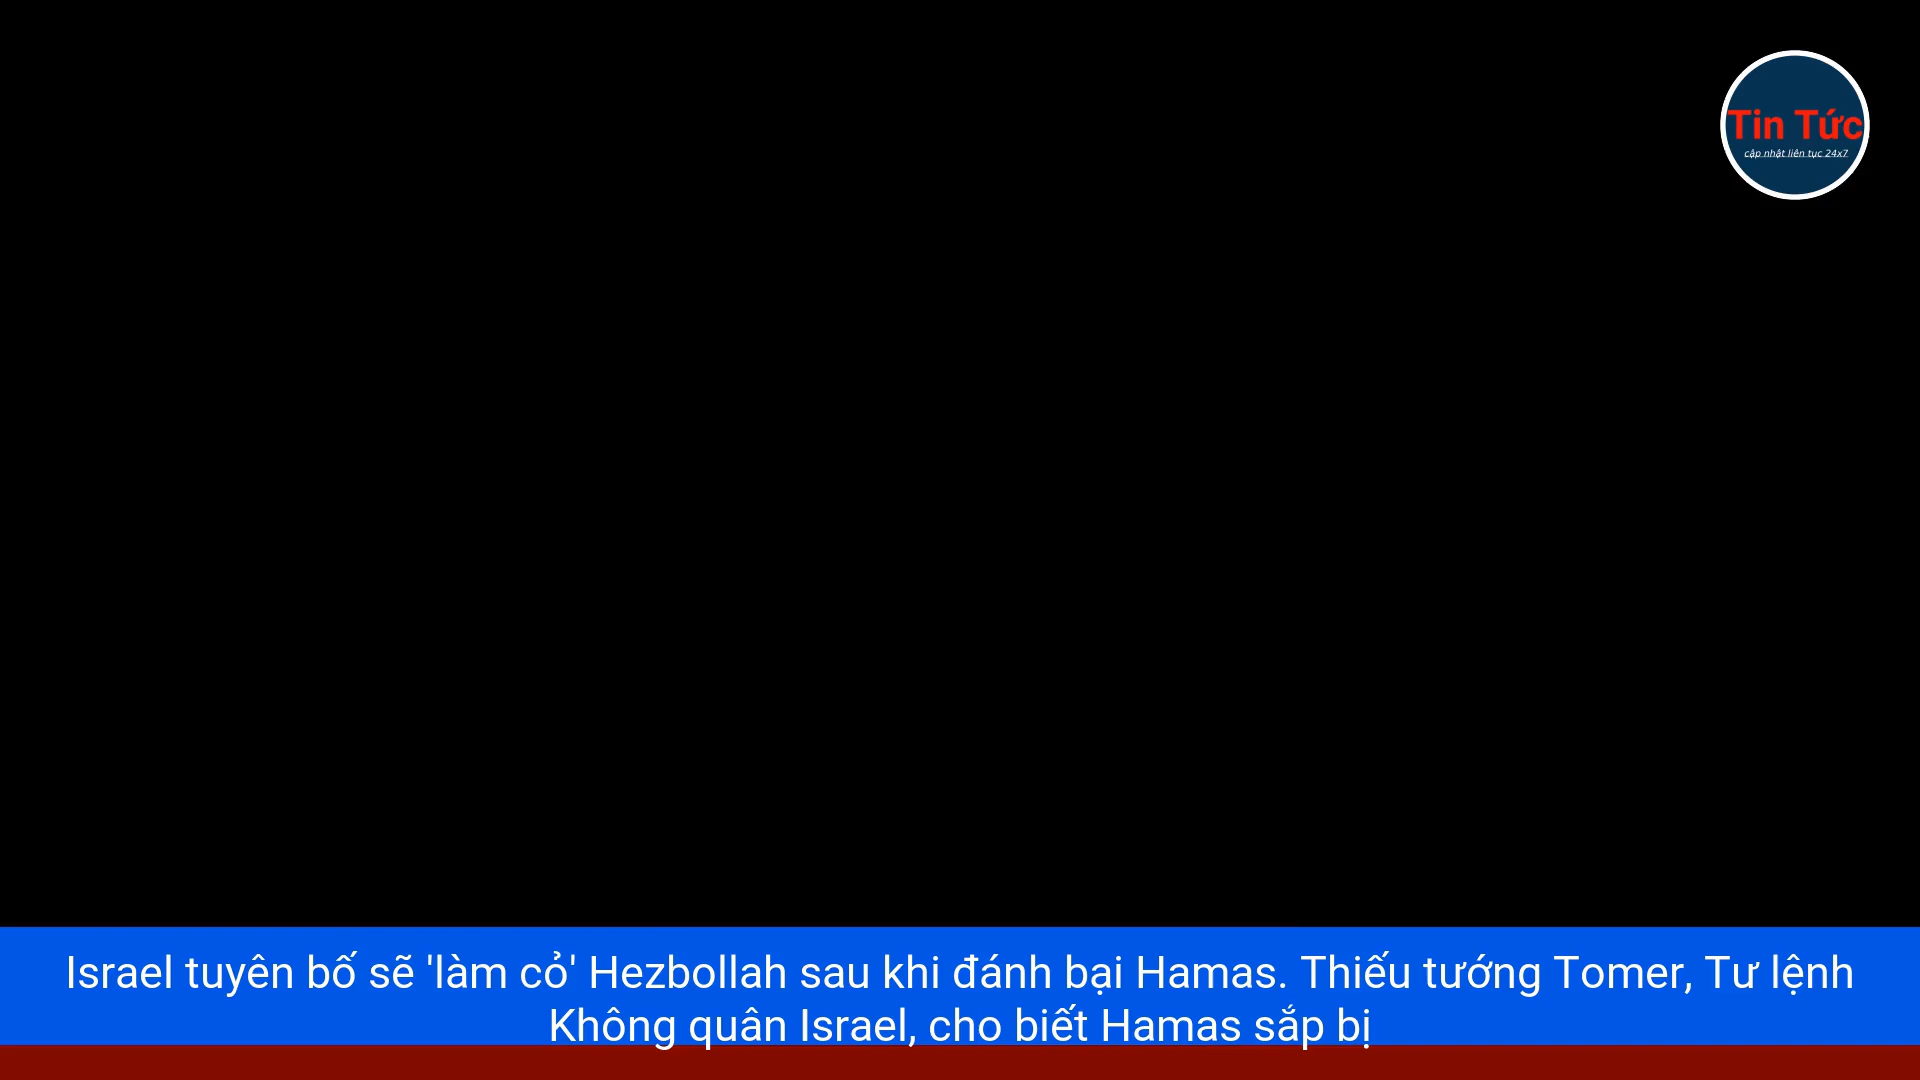 Tin Tức
cập nhật liên tục 24x7
Israel tuyên bố sẽ 'làm cỏ' Hezbollah sau khi đánh bại Hamas. Thiếu tướng Tomer, Tư lệnh
Không quân Israel, cho biết Hamas sắp bị